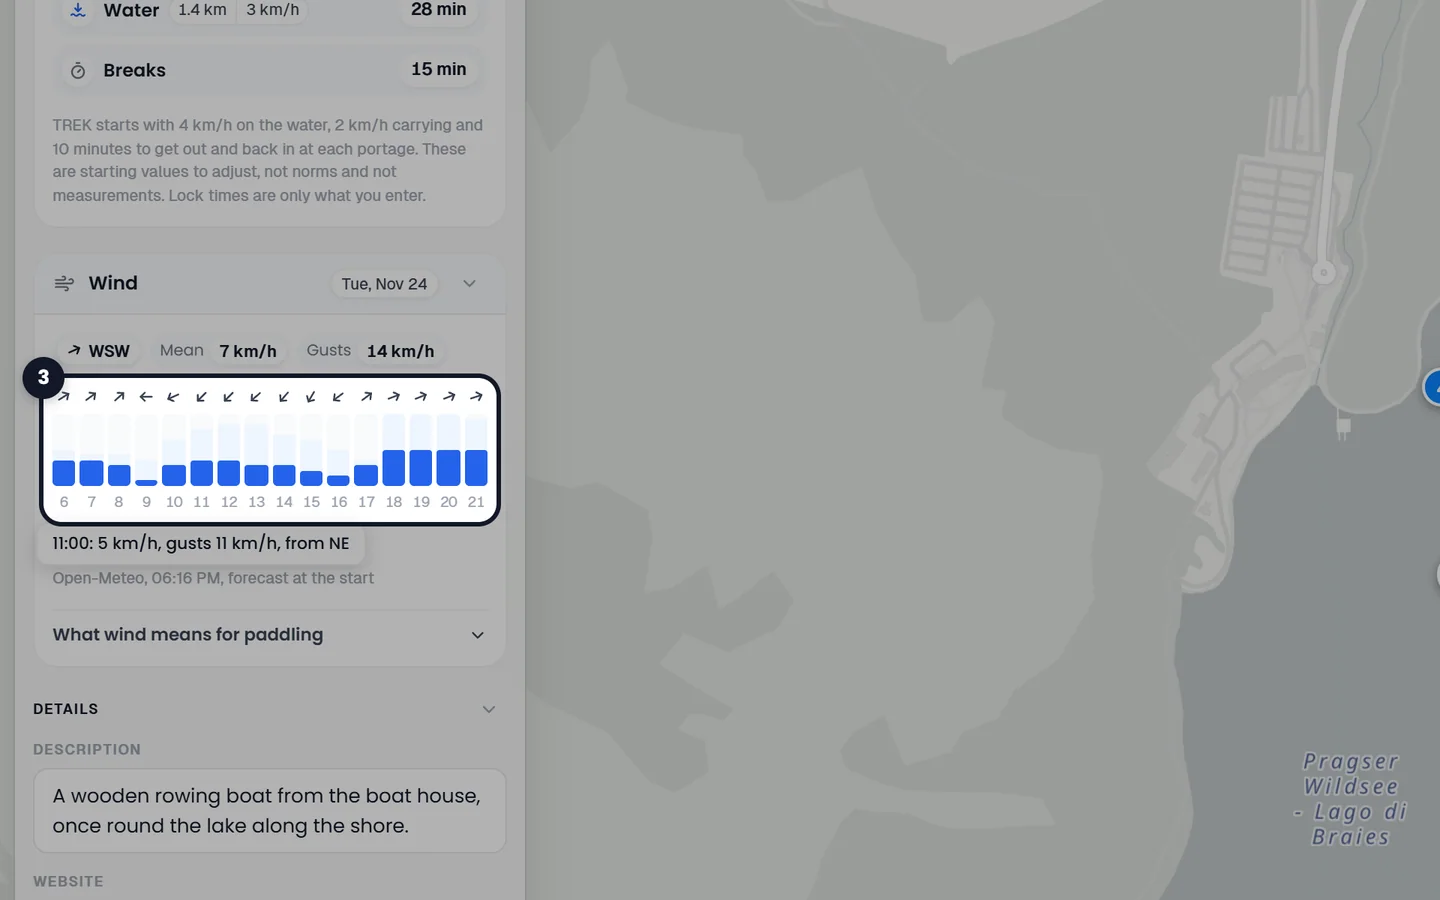 Water 1.4 km 3 km/h 28 min
Breaks 15 min
TREK starts with 4 km/h on the water, 2 km/h carrying and
10 minutes to get out and back in at each portage. These
are starting values to adjust, not norms and not
measurements. Lock times are only what you enter.
Wind Tue, Nov 24
WSW Mean 7 km/h Gusts 14 km/h
3
6 7 8 9 10 11 12 13 14 15 16 17 18 19 20 21
11:00: 5 km/h, gusts 11 km/h, from NE
Open-Meteo, 06:16 PM, forecast at the start
What wind means for paddling
DETAILS
DESCRIPTION
A wooden rowing boat from the boat house,
once round the lake along the shore.
WEBSITE
Pragser
Wildsee
- Lago di
Braies